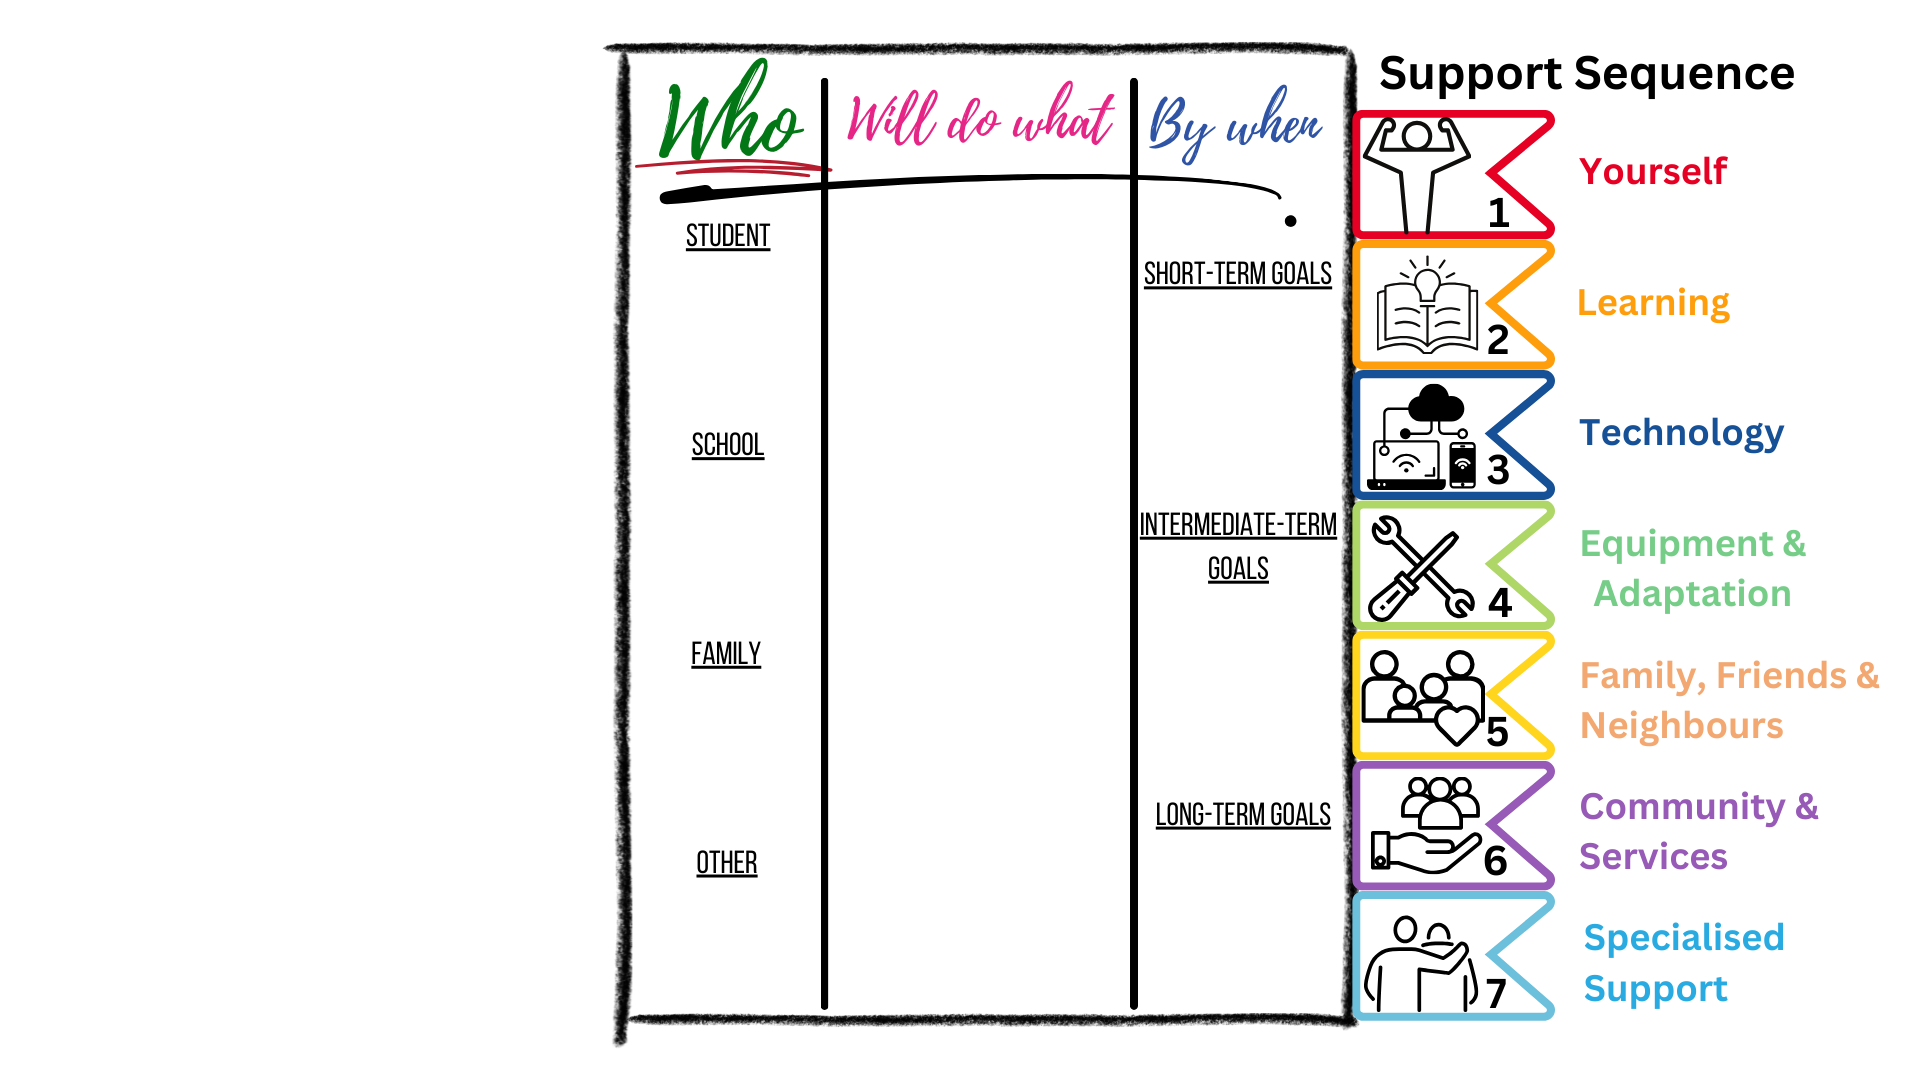 Who
Will do what
By when
STUDENT
SCHOOL
FAMILY
OTHER
SHORT-TERM GOALS
INTERMEDIATE-TERM
GOALS
LONG-TERM GOALS
Support Sequence
1
Yourself
2
Learning
3
Technology
4
Equipment &
Adaptation
5
Family, Friends &
Neighbours
6
Community &
Services
7
Specialised
Support